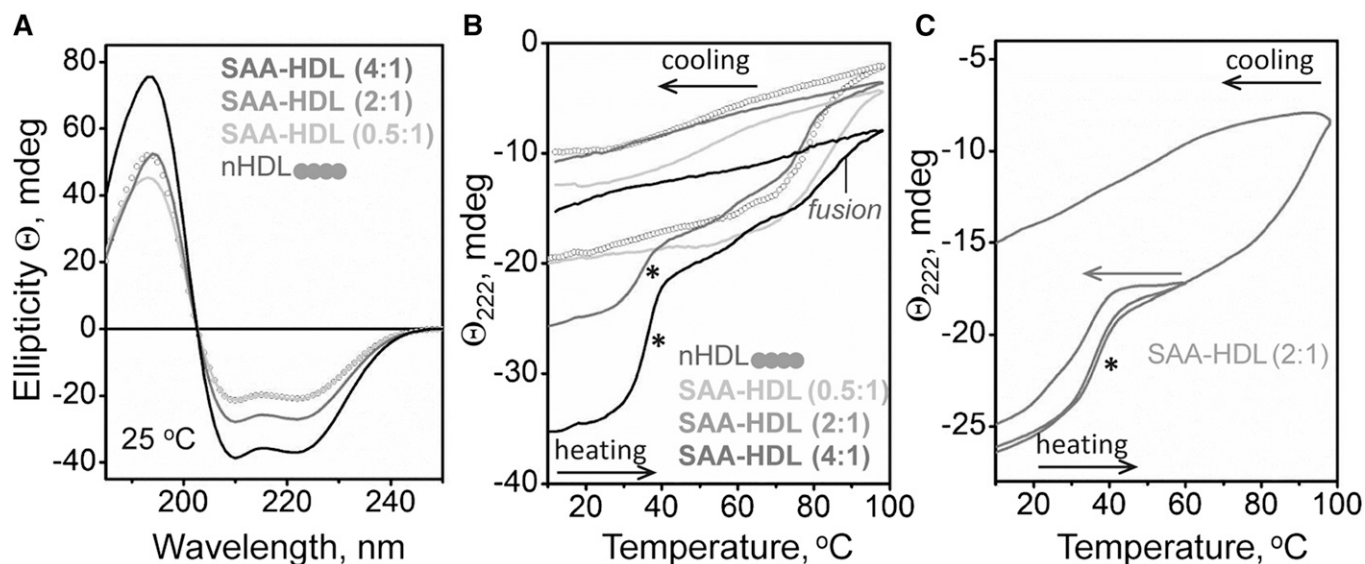 A
Ellipticity Θ, mdeg
80
60
40
20
0
-20
-40
SAA-HDL (4:1)
SAA-HDL (2:1)
SAA-HDL (0.5:1)
nHDL
25 °C
200
220
240
Wavelength, nm
B
Θ222, mdeg
0
-10
-20
-30
-40
cooling
fusion
*
*
nHDL
SAA-HDL (0.5:1)
SAA-HDL (2:1)
SAA-HDL (4:1)
heating
20
40
60
80
100
Temperature, °C
C
Θ222, mdeg
-5
-10
-15
-20
-25
cooling
SAA-HDL (2:1)
*
heating
20
40
60
80
100
Temperature, °C